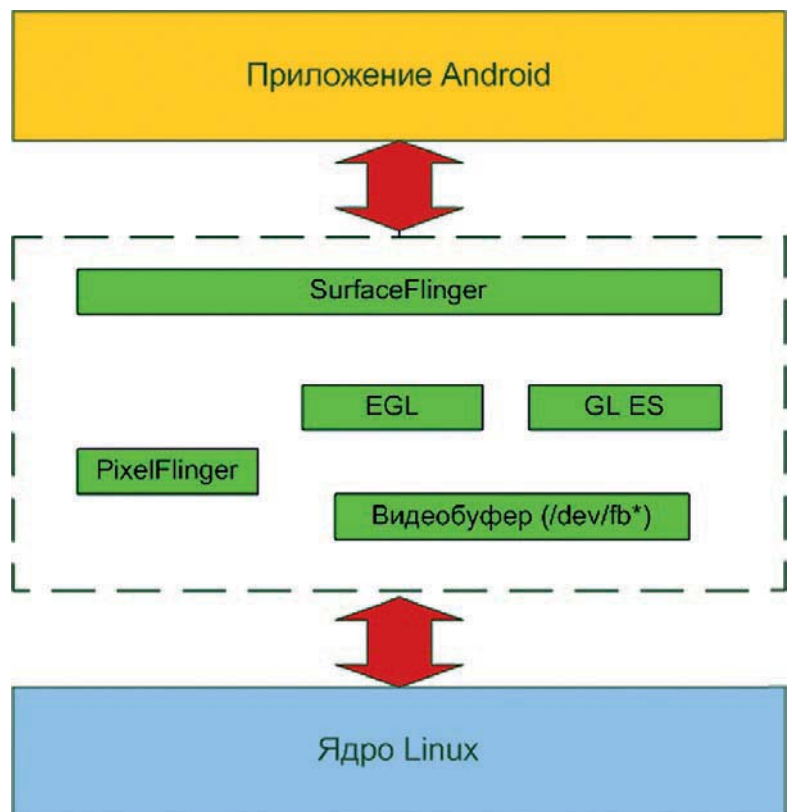 Приложение Android
SurfaceFlinger
EGL
GL ES
PixelFlinger
Видеобуфер (/dev/fb*)
Ядро Linux